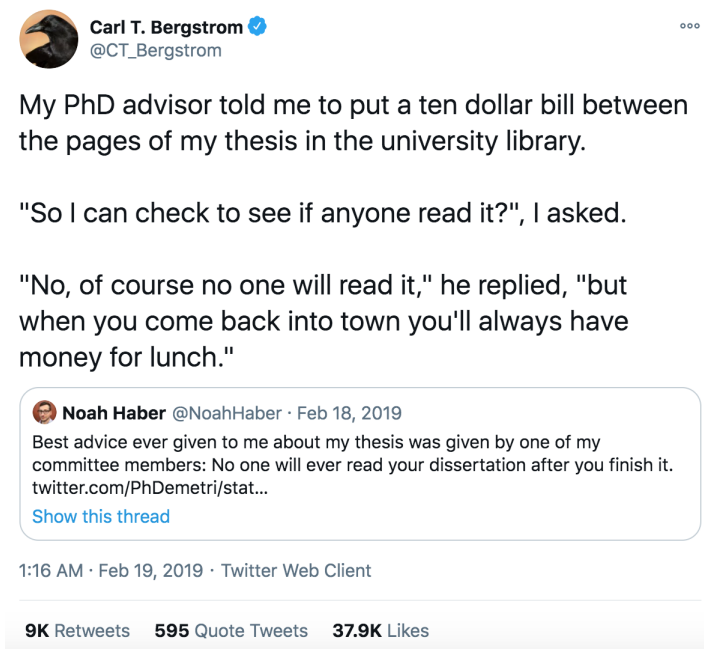 Carl T. Bergstrom
@CT_Bergstrom
My PhD advisor told me to put a ten dollar bill between
the pages of my thesis in the university library.
"So I can check to see if anyone read it?", I asked.
"No, of course no one will read it," he replied, "but
when you come back into town you'll always have
money for lunch."
Noah Haber @NoahHaber · Feb 18, 2019
Best advice ever given to me about my thesis was given by one of my
committee members: No one will ever read your dissertation after you finish it.
twitter.com/PhDemetri/stat...
Show this thread
1:16 AM · Feb 19, 2019 · Twitter Web Client
9K Retweets 595 Quote Tweets 37.9K Likes